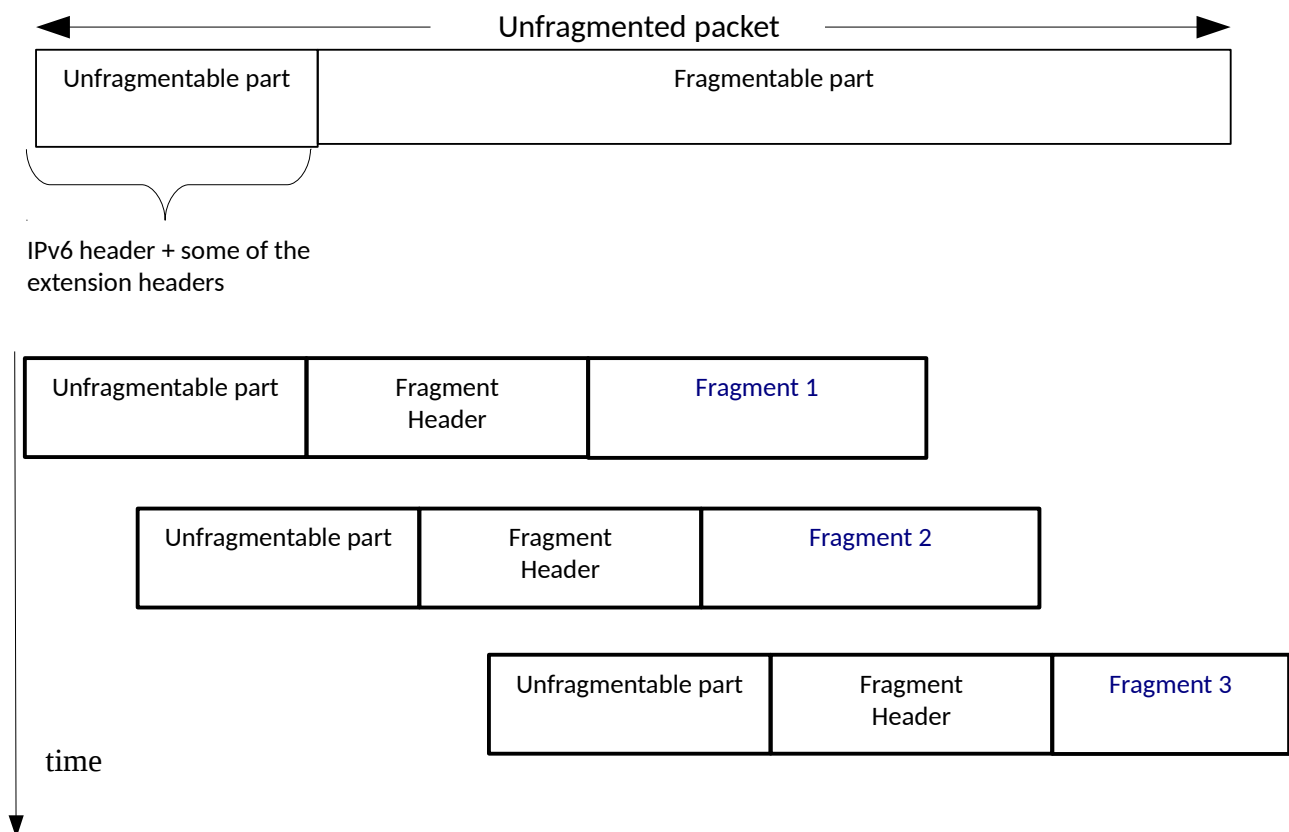 Unfragmented packet
Unfragmentable part
Fragmentable part
IPv6 header + some of the
extension headers
Unfragmentable part
Fragment
Header
Fragment 1
Unfragmentable part
Fragment
Header
Fragment 2
Unfragmentable part
Fragment
Header
Fragment 3
time